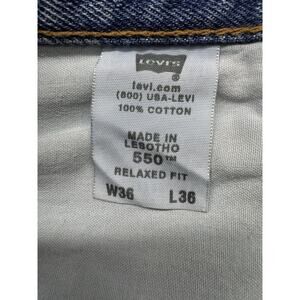 Levi's
levi.com
(800) USA-LEVI
100% COTTON
MADE IN
LESOTHO
550™
RELAXED FIT
W36 L36